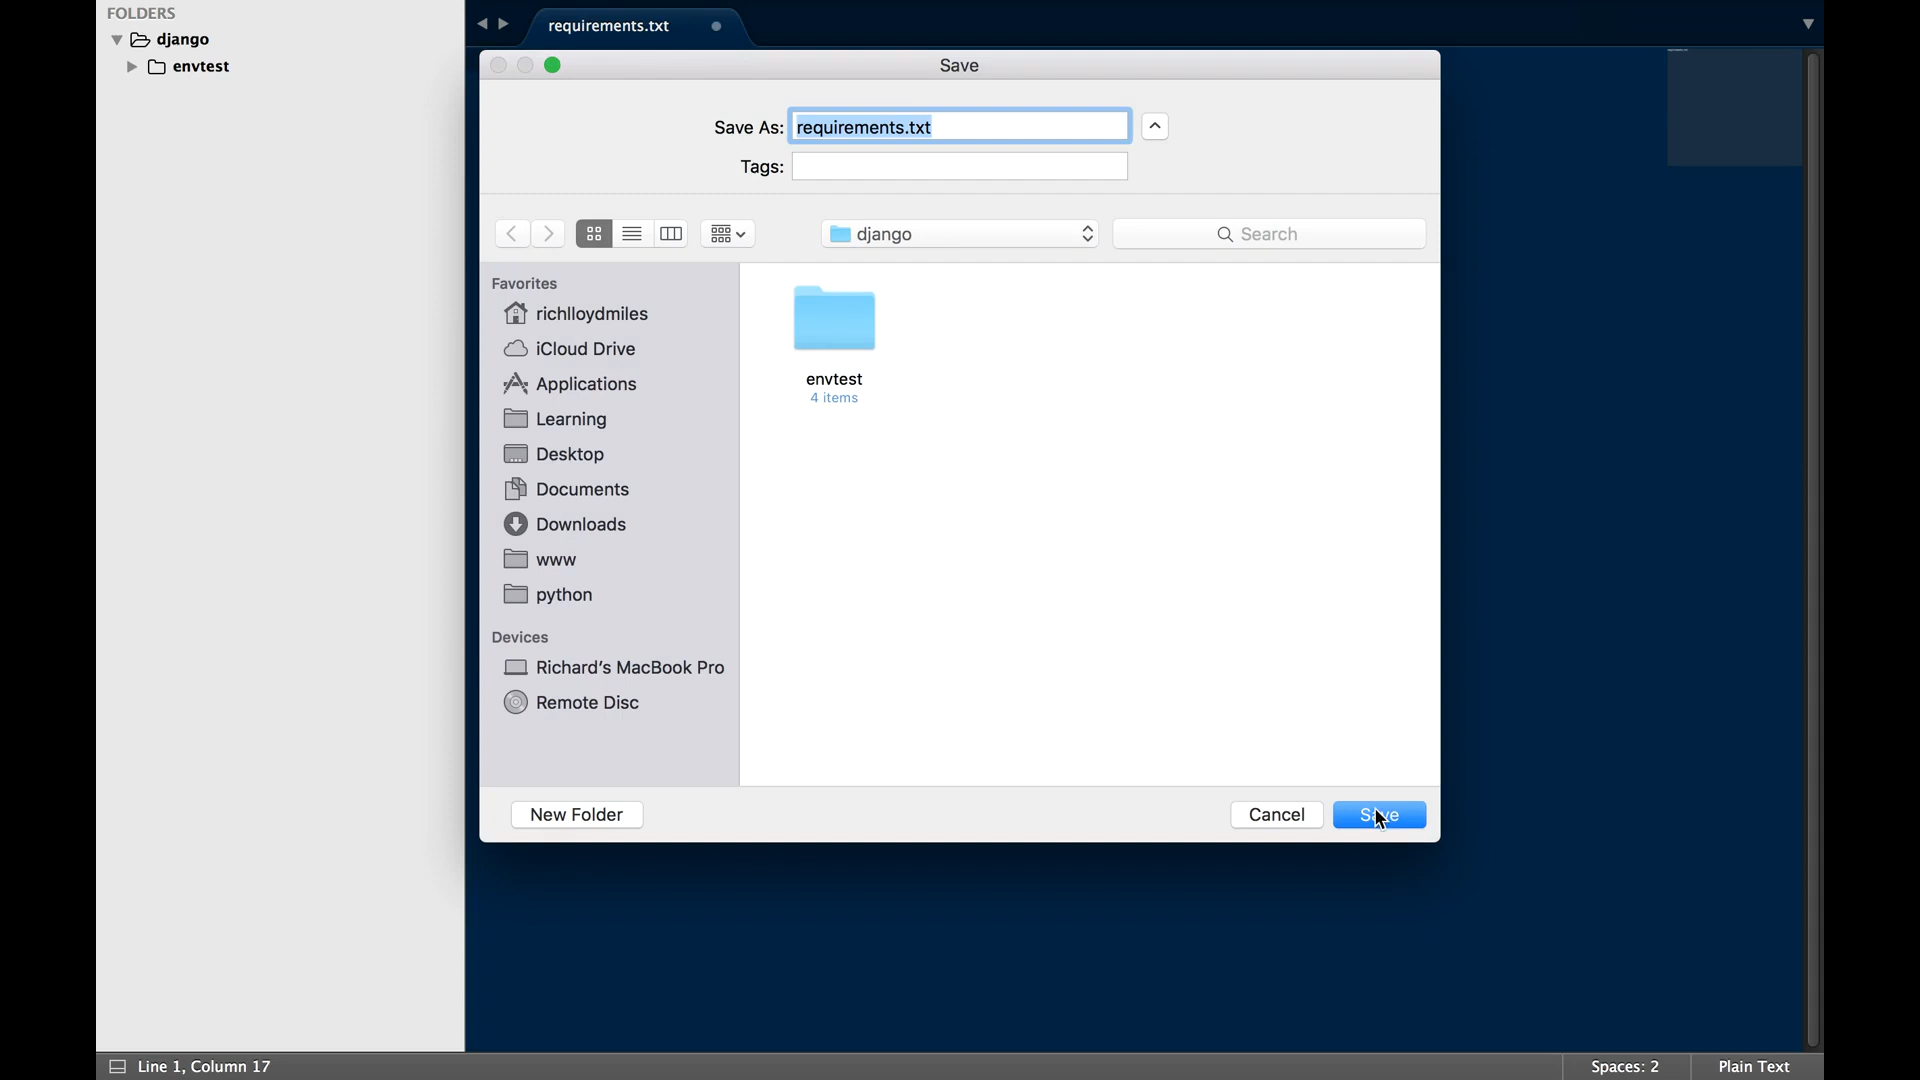 FOLDERS
django
envtest
requirements.txt
Save
Save As: requirements.txt
Tags:
django
Search
Favorites
richlloydmiles
iCloud Drive
Applications
Learning
Desktop
Documents
Downloads
www
python
Devices
Richard's MacBook Pro
Remote Disc
envtest
4 items
New Folder
Cancel
Save
Line 1, Column 17
Spaces: 2
Plain Text